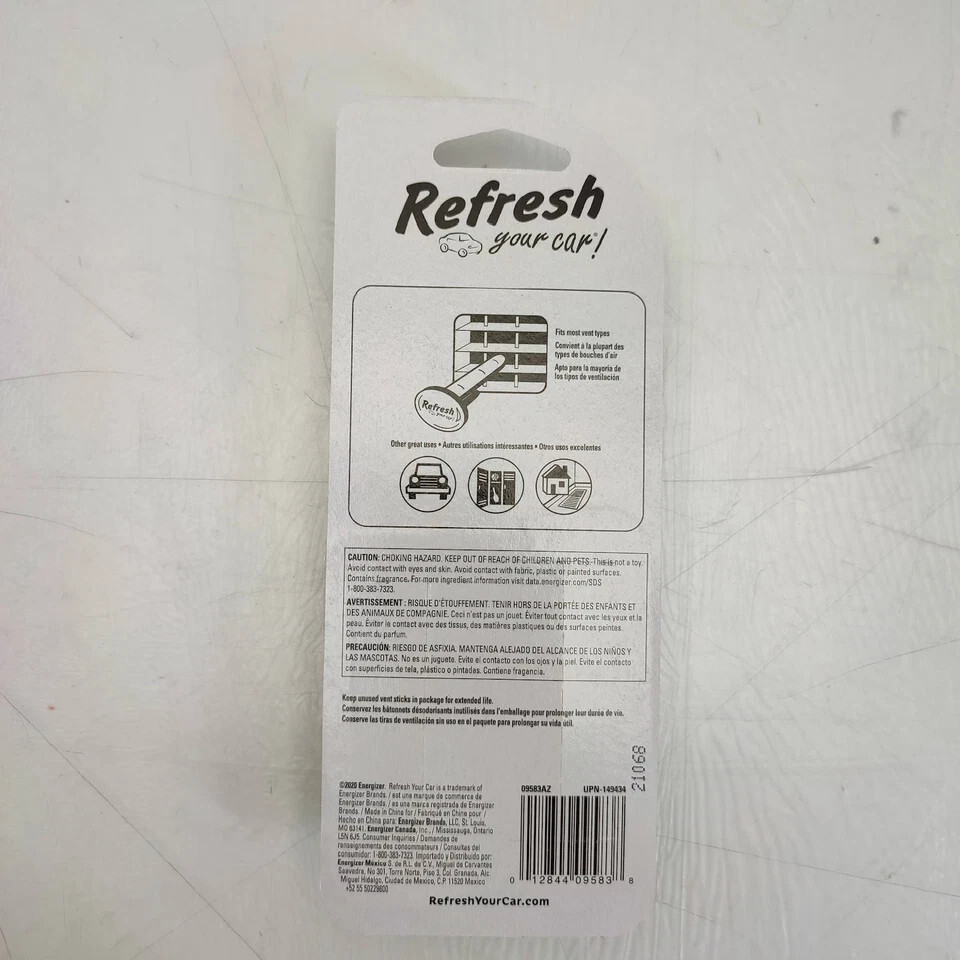 Refresh
your car!
Fits most vent types
Convient à la plupart des
types de bouches d'air
Apto para la mayoría de
los tipos de ventilación
Refresh
your car!
Other great uses • Autres utilisations intéressantes • Otros usos excelentes
CAUTION: CHOKING HAZARD. KEEP OUT OF REACH OF CHILDREN AND PETS. This is not a toy.
Avoid contact with eyes and skin. Avoid contact with fabric, plastic or painted surfaces.
Contains fragrance. For more ingredient information visit data.energizer.com/SDS
1-800-383-7323.
AVERTISSEMENT : RISQUE D'ÉTOUFFEMENT. TENIR HORS DE LA PORTÉE DES ENFANTS ET
DES ANIMAUX DE COMPAGNIE. Ceci n'est pas un jouet. Éviter tout contact avec les yeux et la
peau. Éviter le contact avec des tissus, des matières plastiques ou des surfaces peintes.
Contient du parfum.
PRECAUCIÓN: RIESGO DE ASFIXIA. MANTENGA ALEJADO DEL ALCANCE DE LOS NIÑOS Y
LAS MASCOTAS. No es un juguete. Evite el contacto con los ojos y la piel. Evite el contacto
con superficies de tela, plástico o pintadas. Contiene fragancia.
Keep unused vent sticks in package for extended life.
Conservez les bâtonnets désodorisants inutilisés dans l'emballage pour prolonger leur durée de vie.
Conserve las tiras de ventilación sin uso en el paquete para prolongar su vida útil.
21068
©2020 Energizer. Refresh Your Car is a trademark of
Energizer Brands. / est une marque de commerce de
Energizer Brands. / es una marca registrada de Energizer
Brands. / Made in China for / Fabriqué en Chine pour /
Hecho en China para: Energizer Brands, LLC, St. Louis,
MO 63141. Energizer Canada, Inc., / Mississauga, Ontario
L5N 6J5. Consumer Inquiries / Demandes de
renseignements des consommateurs / Consultas del
consumidor: 1-800-383-7323. Importado y Distribuido por:
Energizer México S. de R.L. de C.V., Miguel de Cervantes
Saavedra, No 301, Torre Norte, Piso 3, Col. Granada, Alc.
Miguel Hidalgo, Ciudad de México, C.P. 11520 México
+52 55 50229800
09583AZ UPN-149434
0 12844 09583 8
RefreshYourCar.com